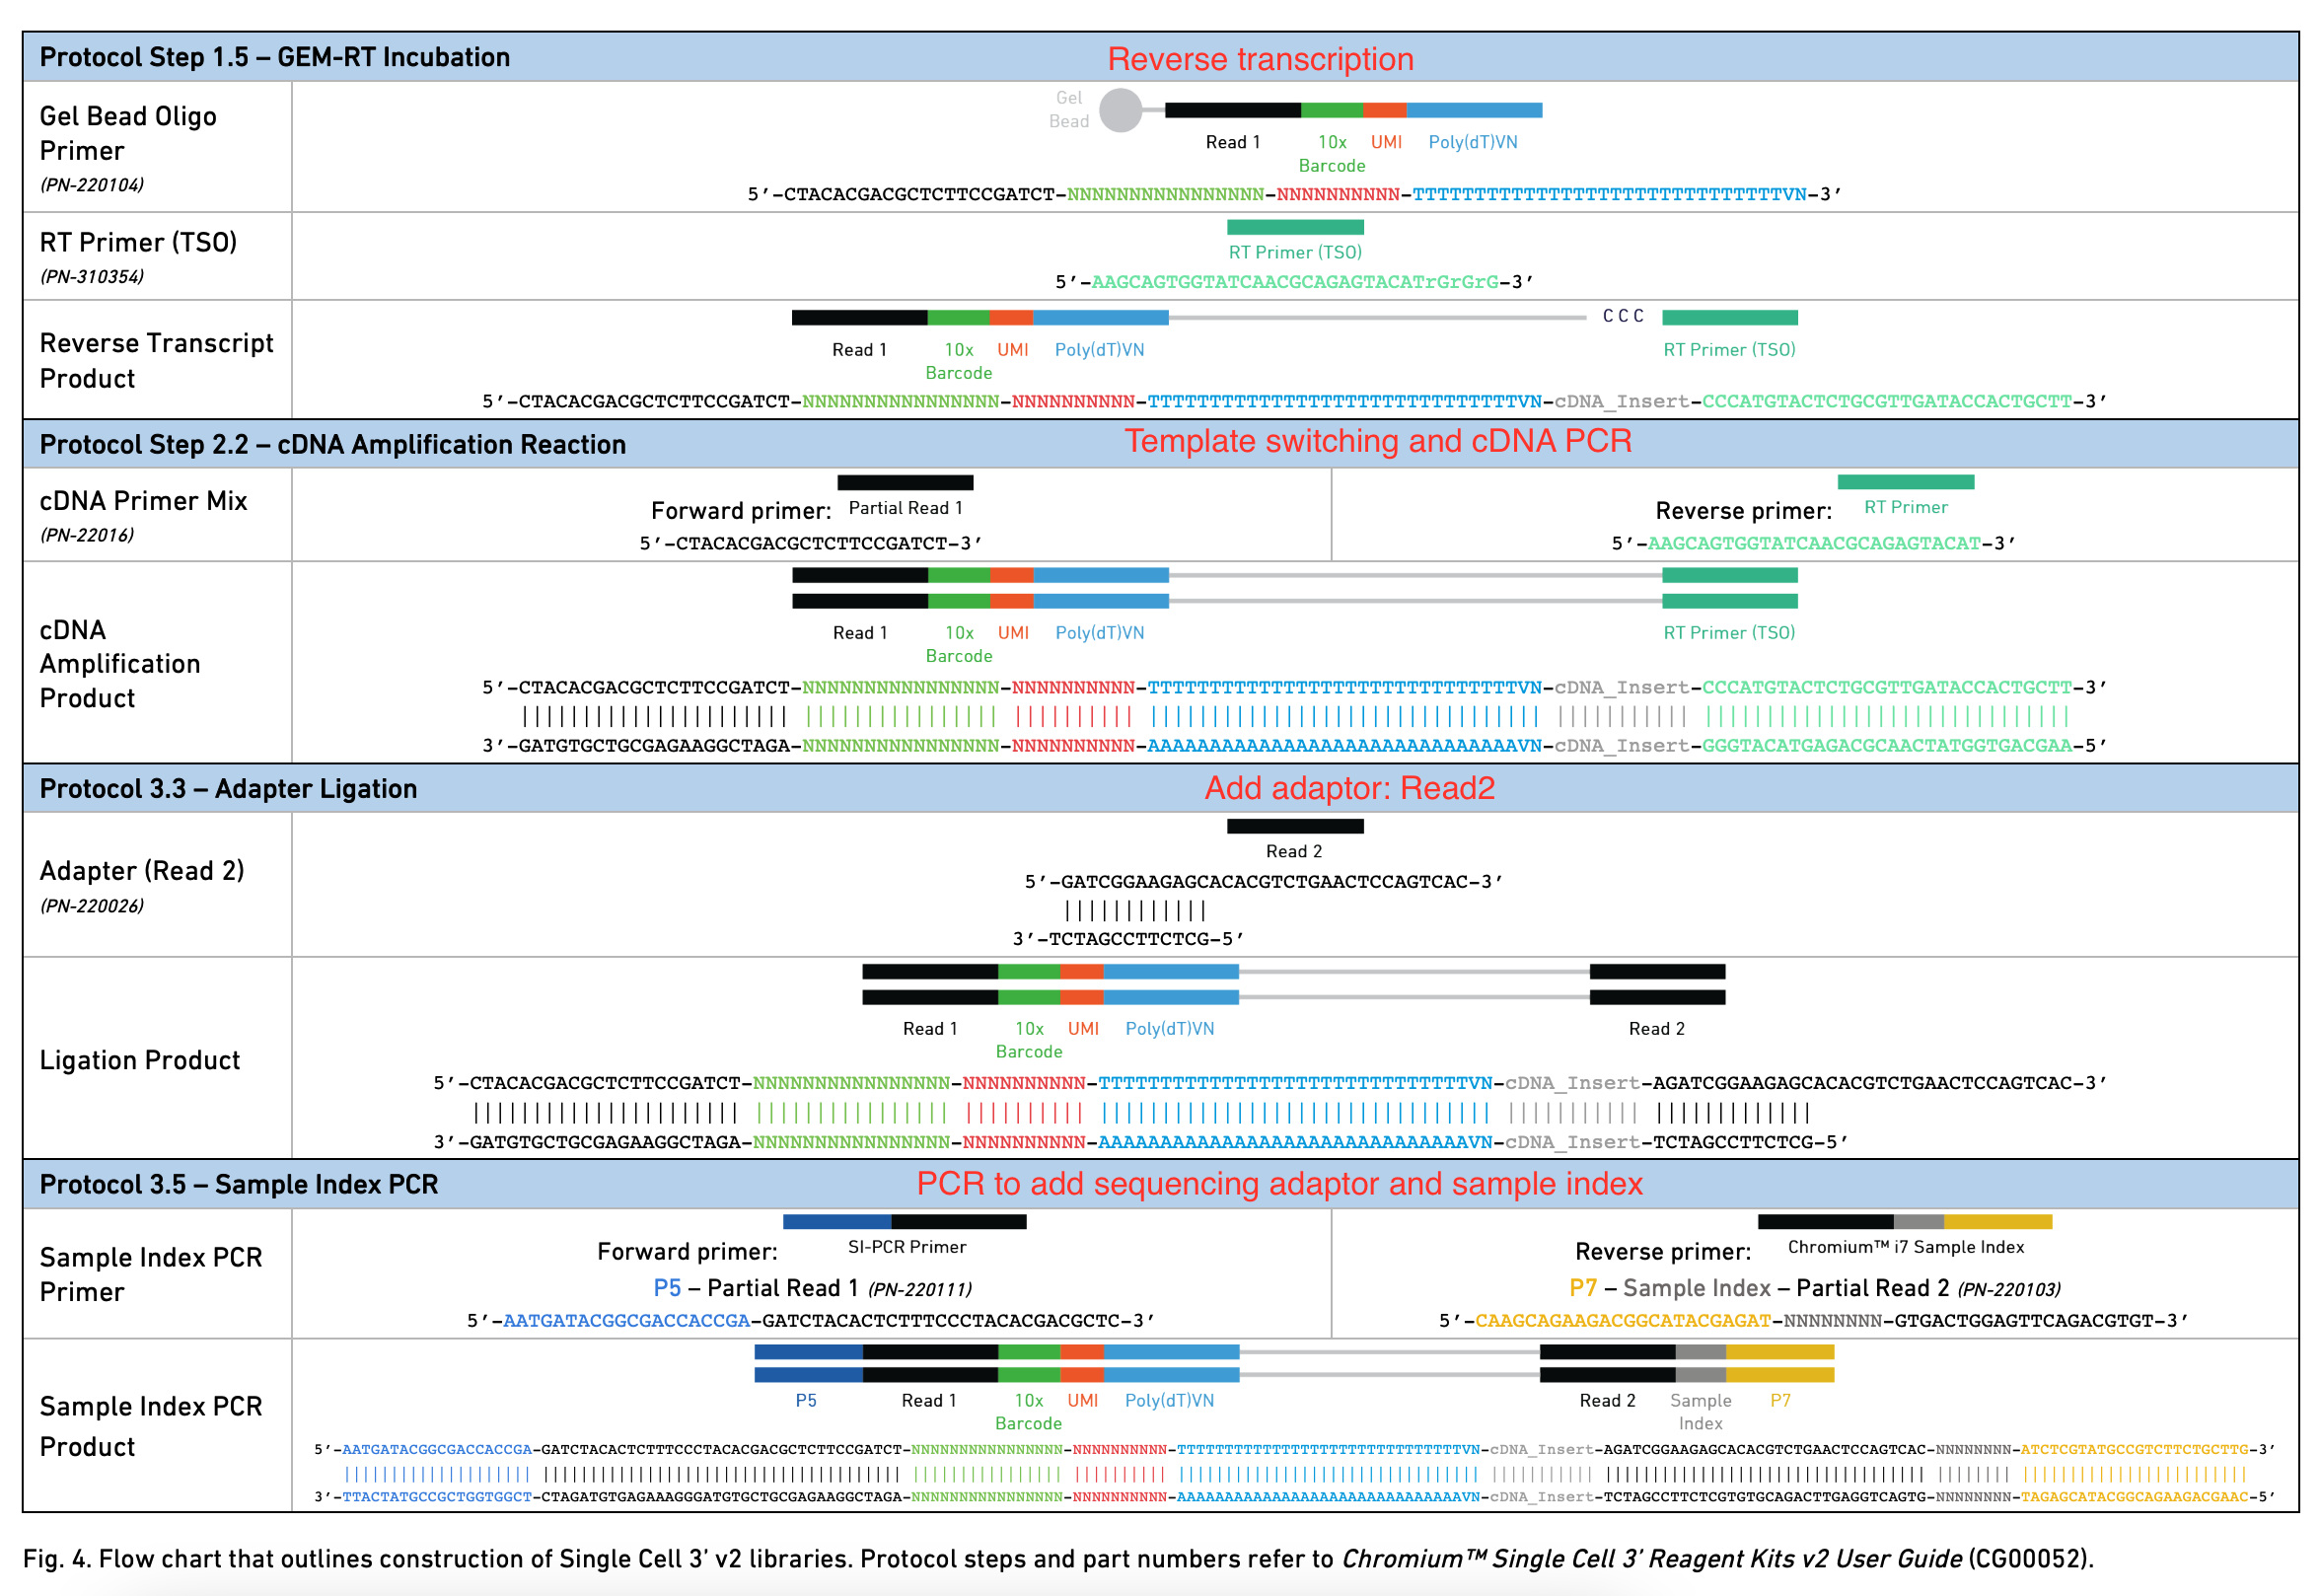 Protocol Step 1.5 – GEM-RT Incubation Reverse transcription
Gel Bead Oligo Primer
(PN-220104)
Gel Bead
Read 1 10x Barcode UMI Poly(dT)VN
5′-CTACACGACGCTCTTCCGATCT-NNNNNNNNNNNNNNNN-NNNNNNNNNN-TTTTTTTTTTTTTTTTTTTTTTTTTTTTTTVN-3′
RT Primer (TSO)
(PN-310354)
RT Primer (TSO)
5′-AAGCAGTGGTATCAACGCAGAGTACATrGrGrG-3′
Reverse Transcript Product
C C C
Read 1 10x Barcode UMI Poly(dT)VN RT Primer (TSO)
5′-CTACACGACGCTCTTCCGATCT-NNNNNNNNNNNNNNNN-NNNNNNNNNN-TTTTTTTTTTTTTTTTTTTTTTTTTTTTTTVN-cDNA_Insert-CCCATGTACTCTGCGTTGATACCACTGCTT-3′
Protocol Step 2.2 – cDNA Amplification Reaction Template switching and cDNA PCR
cDNA Primer Mix
(PN-22016)
Forward primer: Partial Read 1
5′-CTACACGACGCTCTTCCGATCT-3′
Reverse primer: RT Primer
5′-AAGCAGTGGTATCAACGCAGAGTACAT-3′
cDNA Amplification Product
Read 1 10x Barcode UMI Poly(dT)VN RT Primer (TSO)
5′-CTACACGACGCTCTTCCGATCT-NNNNNNNNNNNNNNNN-NNNNNNNNNN-TTTTTTTTTTTTTTTTTTTTTTTTTTTTTTVN-cDNA_Insert-CCCATGTACTCTGCGTTGATACCACTGCTT-3′
3′-GATGTGCTGCGAGAAGGCTAGA-NNNNNNNNNNNNNNNN-NNNNNNNNNN-AAAAAAAAAAAAAAAAAAAAAAAAAAAAAAVN-cDNA_Insert-GGGTACATGAGACGCAACTATGGTGACGAA-5′
Protocol 3.3 – Adapter Ligation Add adaptor: Read2
Adapter (Read 2)
(PN-220026)
Read 2
5′-GATCGGAAGAGCACACGTCTGAACTCCAGTCAC-3′
3′-TCTAGCCTTCTCG-5′
Ligation Product
Read 1 10x Barcode UMI Poly(dT)VN Read 2
5′-CTACACGACGCTCTTCCGATCT-NNNNNNNNNNNNNNNN-NNNNNNNNNN-TTTTTTTTTTTTTTTTTTTTTTTTTTTTTTVN-cDNA_Insert-AGATCGGAAGAGCACACGTCTGAACTCCAGTCAC-3′
3′-GATGTGCTGCGAGAAGGCTAGA-NNNNNNNNNNNNNNNN-NNNNNNNNNN-AAAAAAAAAAAAAAAAAAAAAAAAAAAAAAVN-cDNA_Insert-TCTAGCCTTCTCG-5′
Protocol 3.5 – Sample Index PCR PCR to add sequencing adaptor and sample index
Sample Index PCR Primer
Forward primer: SI-PCR Primer
P5 – Partial Read 1 (PN-220111)
5′-AATGATACGGCGACCACCGA-GATCTACACTCTTTCCCTACACGACGCTC-3′
Reverse primer: Chromium™ i7 Sample Index
P7 – Sample Index – Partial Read 2 (PN-220103)
5′-CAAGCAGAAGACGGCATACGAGAT-NNNNNNNN-GTGACTGGAGTTCAGACGTGT-3′
Sample Index PCR Product
P5 Read 1 10x Barcode UMI Poly(dT)VN Read 2 Sample Index P7
5′-AATGATACGGCGACCACCGA-GATCTACACTCTTTCCCTACACGACGCTCTTCCGATCT-NNNNNNNNNNNNNNNN-NNNNNNNNNN-TTTTTTTTTTTTTTTTTTTTTTTTTTTTTTVN-cDNA_Insert-AGATCGGAAGAGCACACGTCTGAACTCCAGTCAC-NNNNNNNN-ATCTCGTATGCCGTCTTCTGCTTG-3′
3′-TTACTATGCCGCTGGTGGCT-CTAGATGTGAGAAAGGGATGTGCTGCGAGAAGGCTAGA-NNNNNNNNNNNNNNNN-NNNNNNNNNN-AAAAAAAAAAAAAAAAAAAAAAAAAAAAAAVN-cDNA_Insert-TCTAGCCTTCTCGTGTGCAGACTTGAGGTCAGTG-NNNNNNNN-TAGAGCATACGGCAGAAGACGAAC-5′
Fig. 4. Flow chart that outlines construction of Single Cell 3’ v2 libraries. Protocol steps and part numbers refer to Chromium™ Single Cell 3’ Reagent Kits v2 User Guide (CG00052).